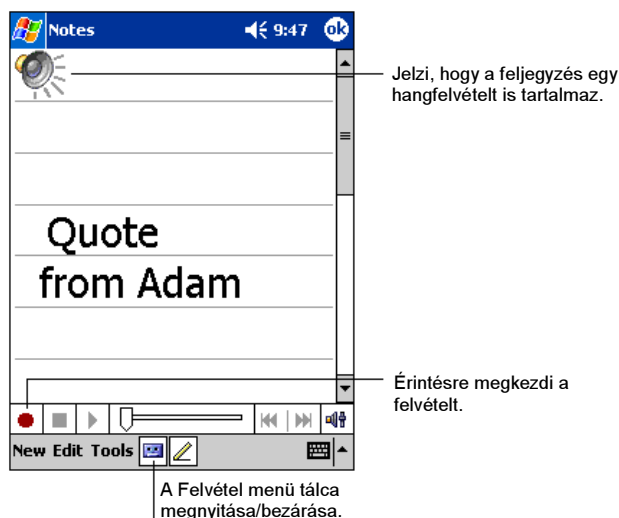 Notes 9:47 ok
Jelzi, hogy a feljegyzés egy
hangfelvételt is tartalmaz.
Quote
from Adam
Érintésre megkezdi a
felvételt.
New Edit Tools
A Felvétel menü tálca
megnyitása/bezárása.